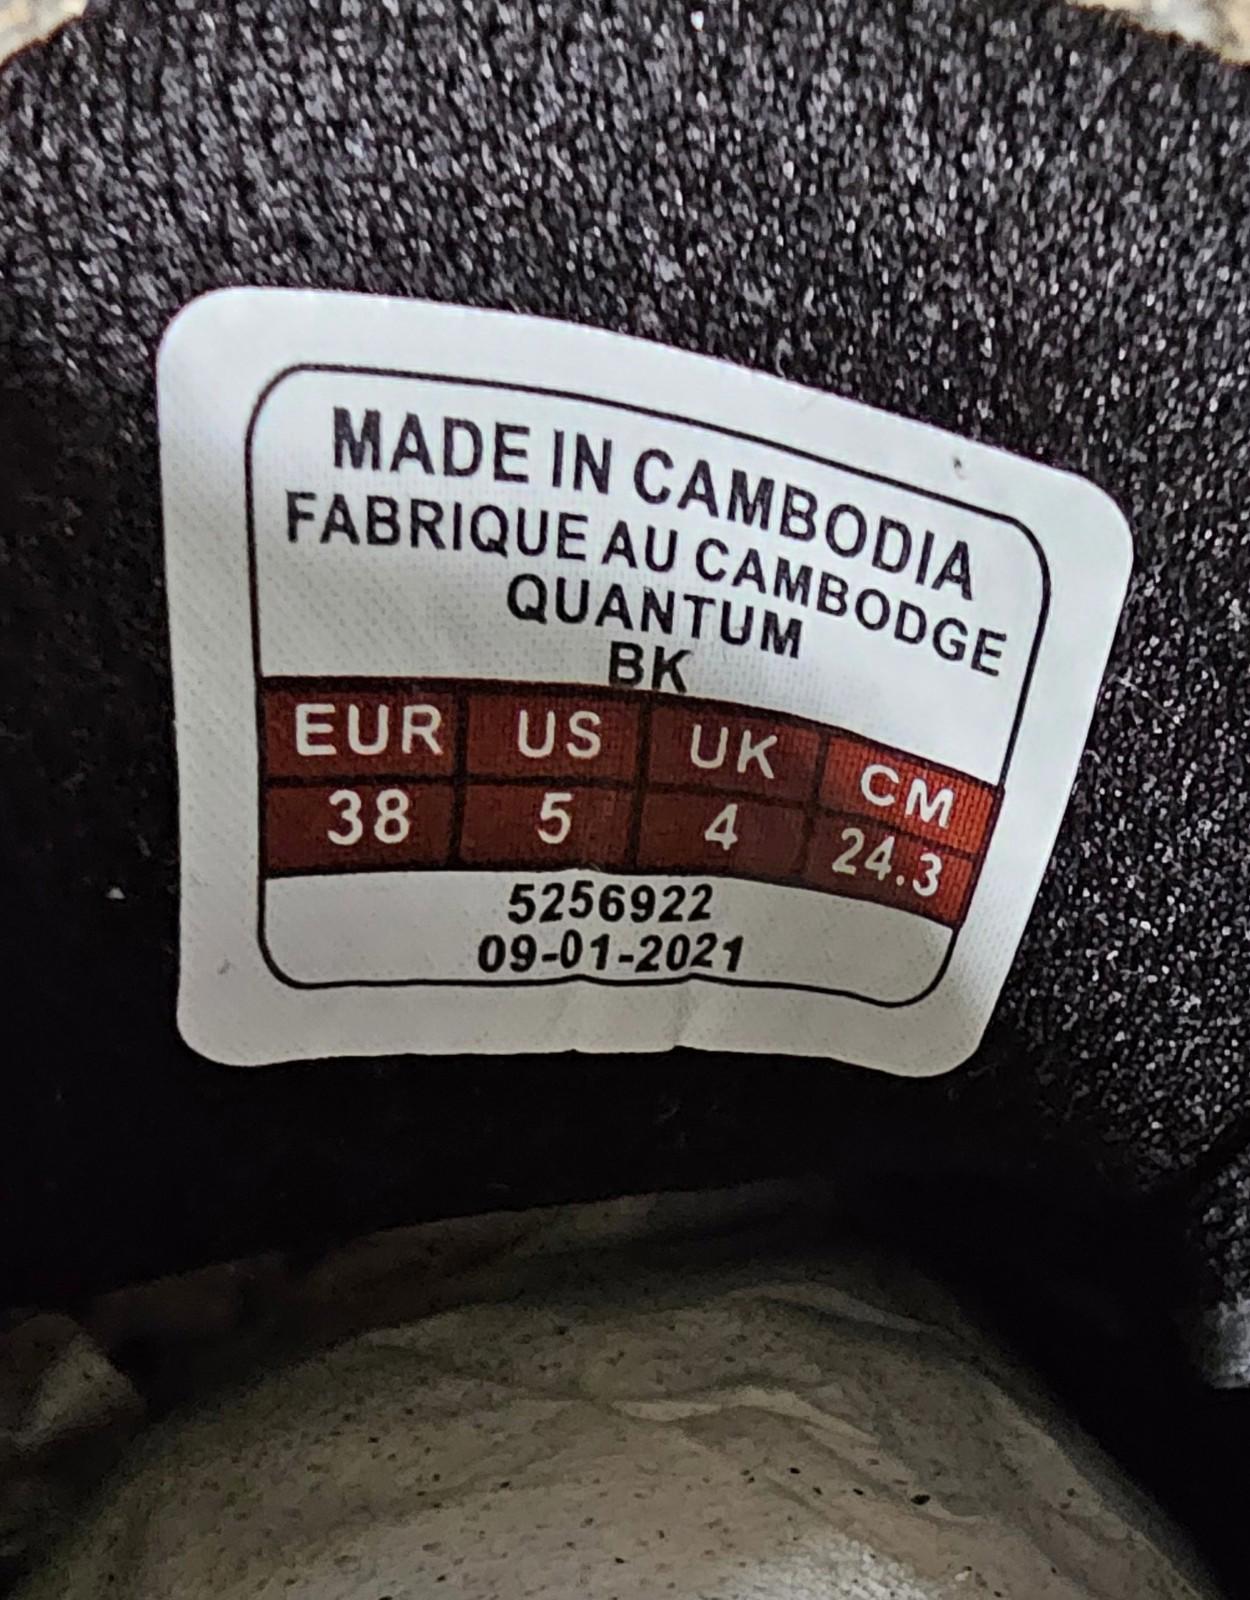 MADE IN CAMBODIA
FABRIQUE AU CAMBODGE
QUANTUM
BK
EUR US UK CM
38 5 4 24.3
5256922
09-01-2021